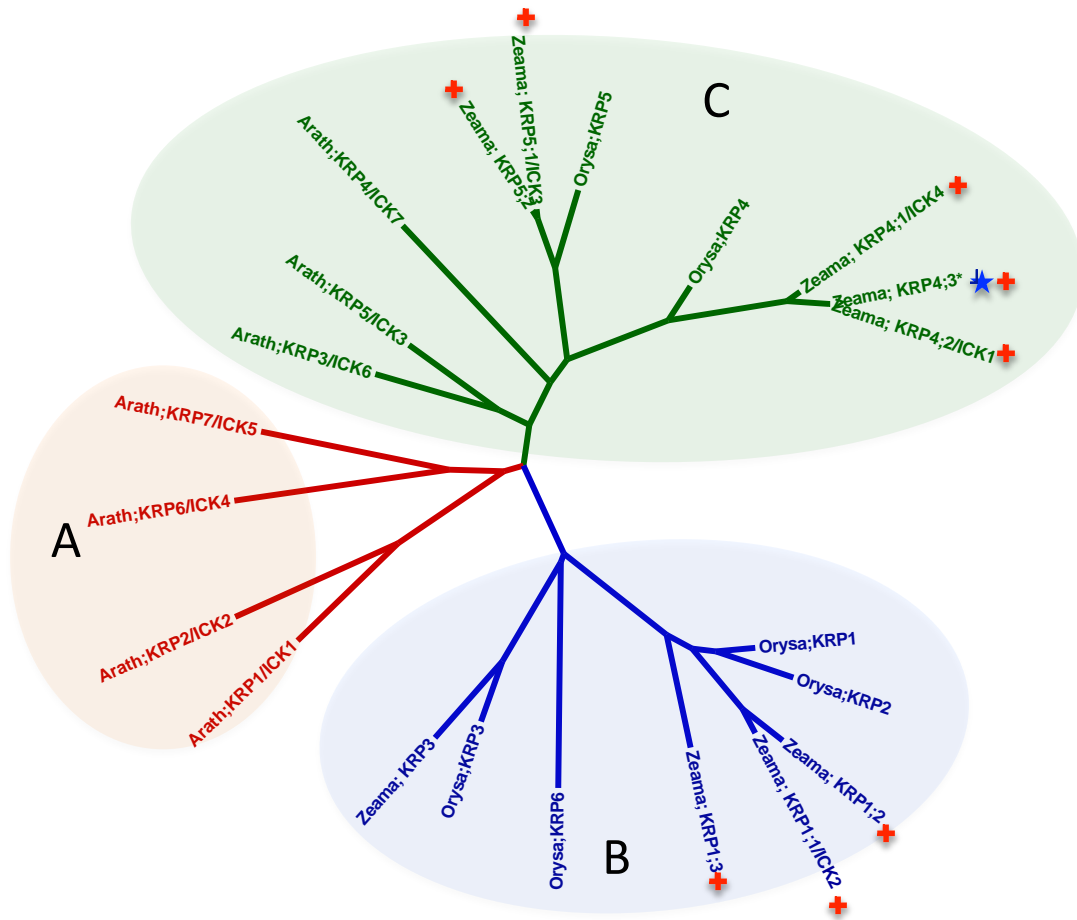 C
Zeama; KRP5;1/ICK3
Zeama; KRP5;2
Orysa;KRP5
Arath;KRP4/ICK7
Orysa;KRP4
Zeama; KRP4;1/ICK4
Zeama; KRP4;3*
Zeama; KRP4;2/ICK1
Arath;KRP5/ICK3
Arath;KRP3/ICK6
A
Arath;KRP7/ICK5
Arath;KRP6/ICK4
Arath;KRP2/ICK2
Arath;KRP1/ICK1
Orysa;KRP1
Orysa;KRP2
Zeama; KRP1;2
Zeama; KRP1;1/ICK2
Zeama; KRP1;3
Orysa;KRP6
Orysa;KRP3
Zeama; KRP3
B